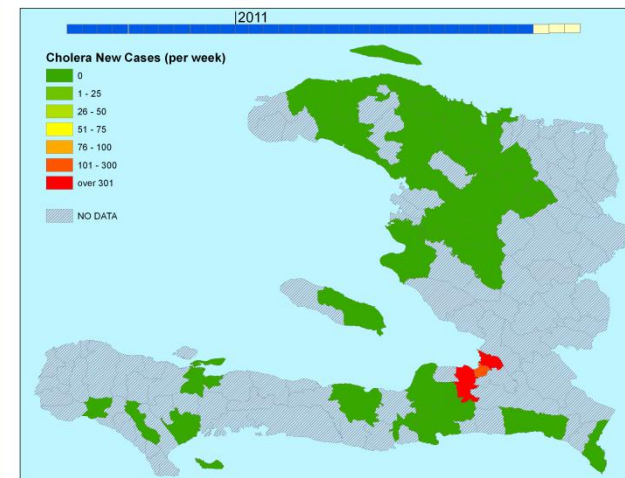 2011
Cholera New Cases (per week)
0
1 - 25
26 - 50
51 - 75
76 - 100
101 - 300
over 301
NO DATA